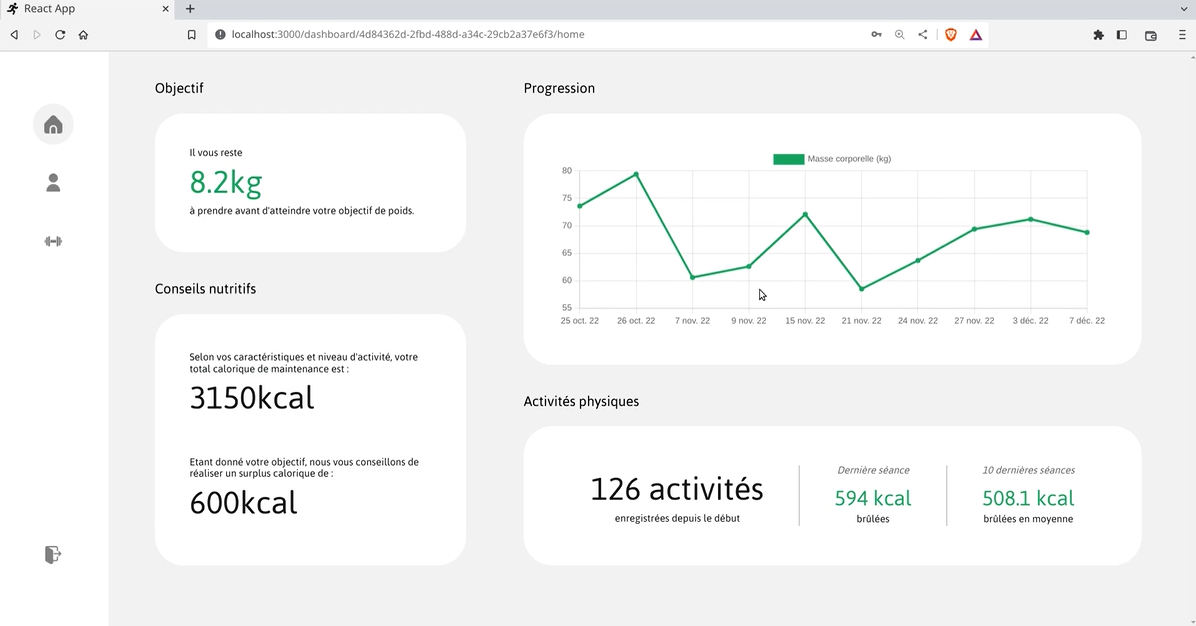 React App
localhost:3000/dashboard/4d84362d-2fbd-488d-a34c-29cb2a37e6f3/home
Objectif
Il vous reste
8.2kg
à prendre avant d'atteindre votre objectif de poids.
Conseils nutritifs
Selon vos caractéristiques et niveau d'activité, votre
total calorique de maintenance est :
3150kcal
Etant donné votre objectif, nous vous conseillons de
réaliser un surplus calorique de :
600kcal
Progression
Masse corporelle (kg)
80
75
70
65
60
55
25 oct. 22 26 oct. 22 7 nov. 22 9 nov. 22 15 nov. 22 21 nov. 22 24 nov. 22 27 nov. 22 3 déc. 22 7 déc. 22
Activités physiques
126 activités
enregistrées depuis le début
Dernière séance
594 kcal
brûlées
10 dernières séances
508.1 kcal
brûlées en moyenne